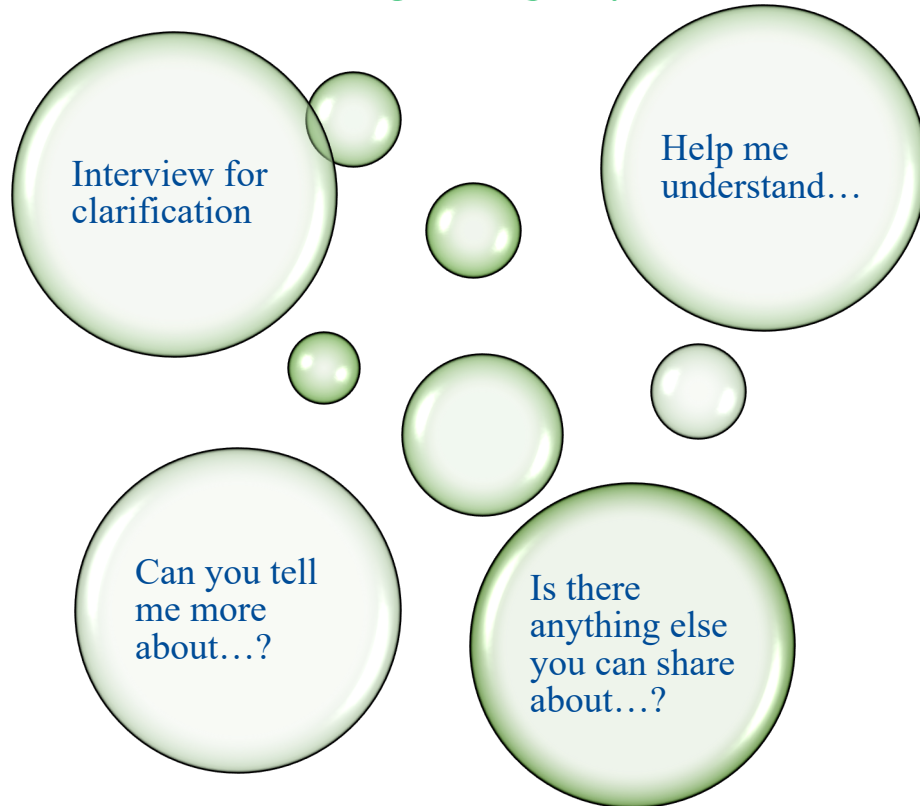 Interview for
clarification
Help me
understand…
Can you tell
me more
about…?
Is there
anything else
you can share
about…?